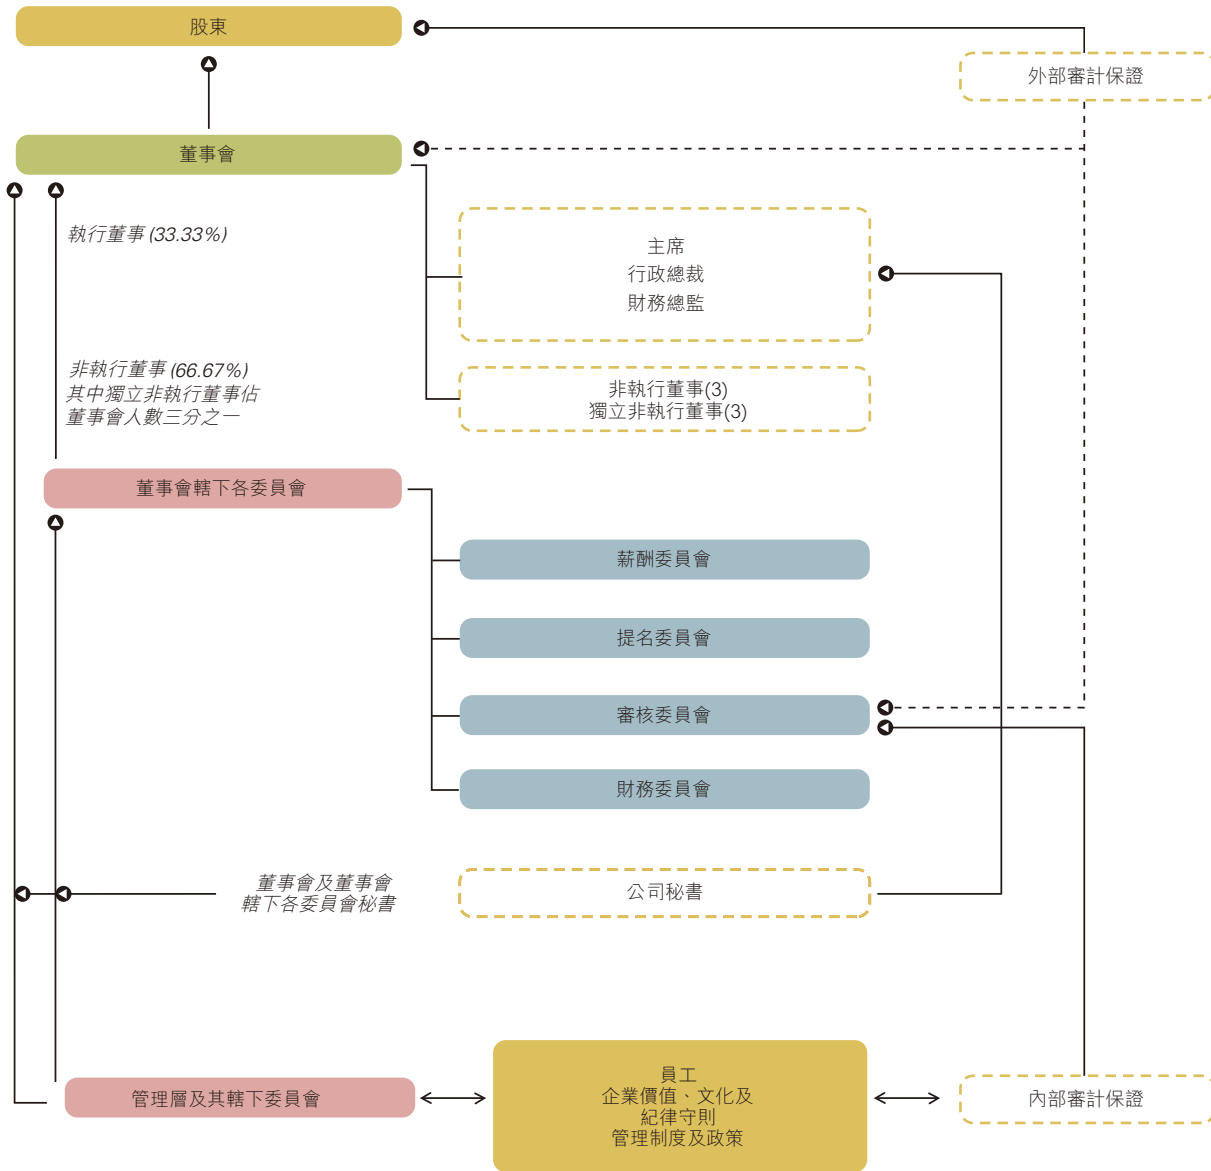 股東
外部審計保證
董事會
執行董事 (33.33%)
主席
行政總裁
財務總監
非執行董事 (66.67%)
其中獨立非執行董事佔
董事會人數三分之一
非執行董事(3)
獨立非執行董事(3)
董事會轄下各委員會
薪酬委員會
提名委員會
審核委員會
財務委員會
董事會及董事會
轄下各委員會秘書
公司秘書
管理層及其轄下委員會
員工
企業價值、文化及
紀律守則
管理制度及政策
內部審計保證